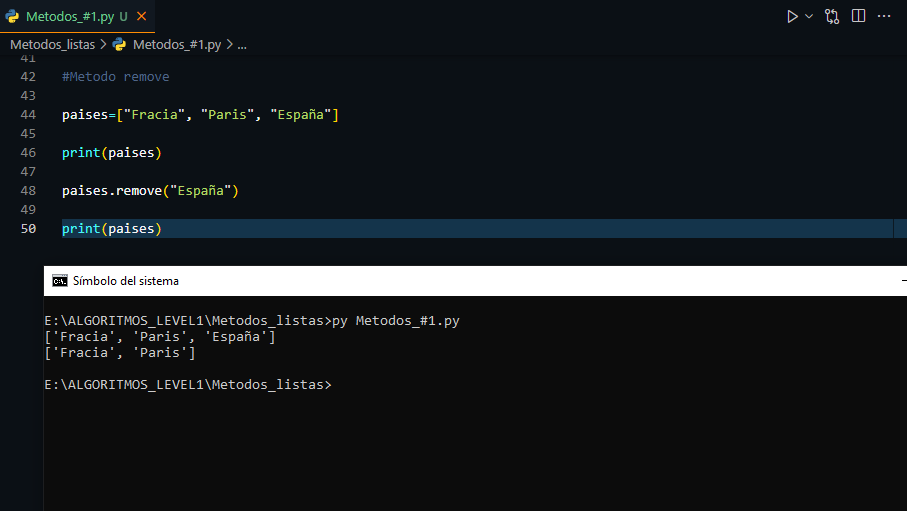 Metodos_#1.py U
Metodos_listas > Metodos_#1.py > ...
41
42 #Metodo remove
43
44 paises=["Fracia", "Paris", "España"]
45
46 print(paises)
47
48 paises.remove("España")
49
50 print(paises)
C:\. Símbolo del sistema
E:\ALGORITMOS_LEVEL1\Metodos_listas>py Metodos_#1.py
['Fracia', 'Paris', 'España']
['Fracia', 'Paris']
E:\ALGORITMOS_LEVEL1\Metodos_listas>